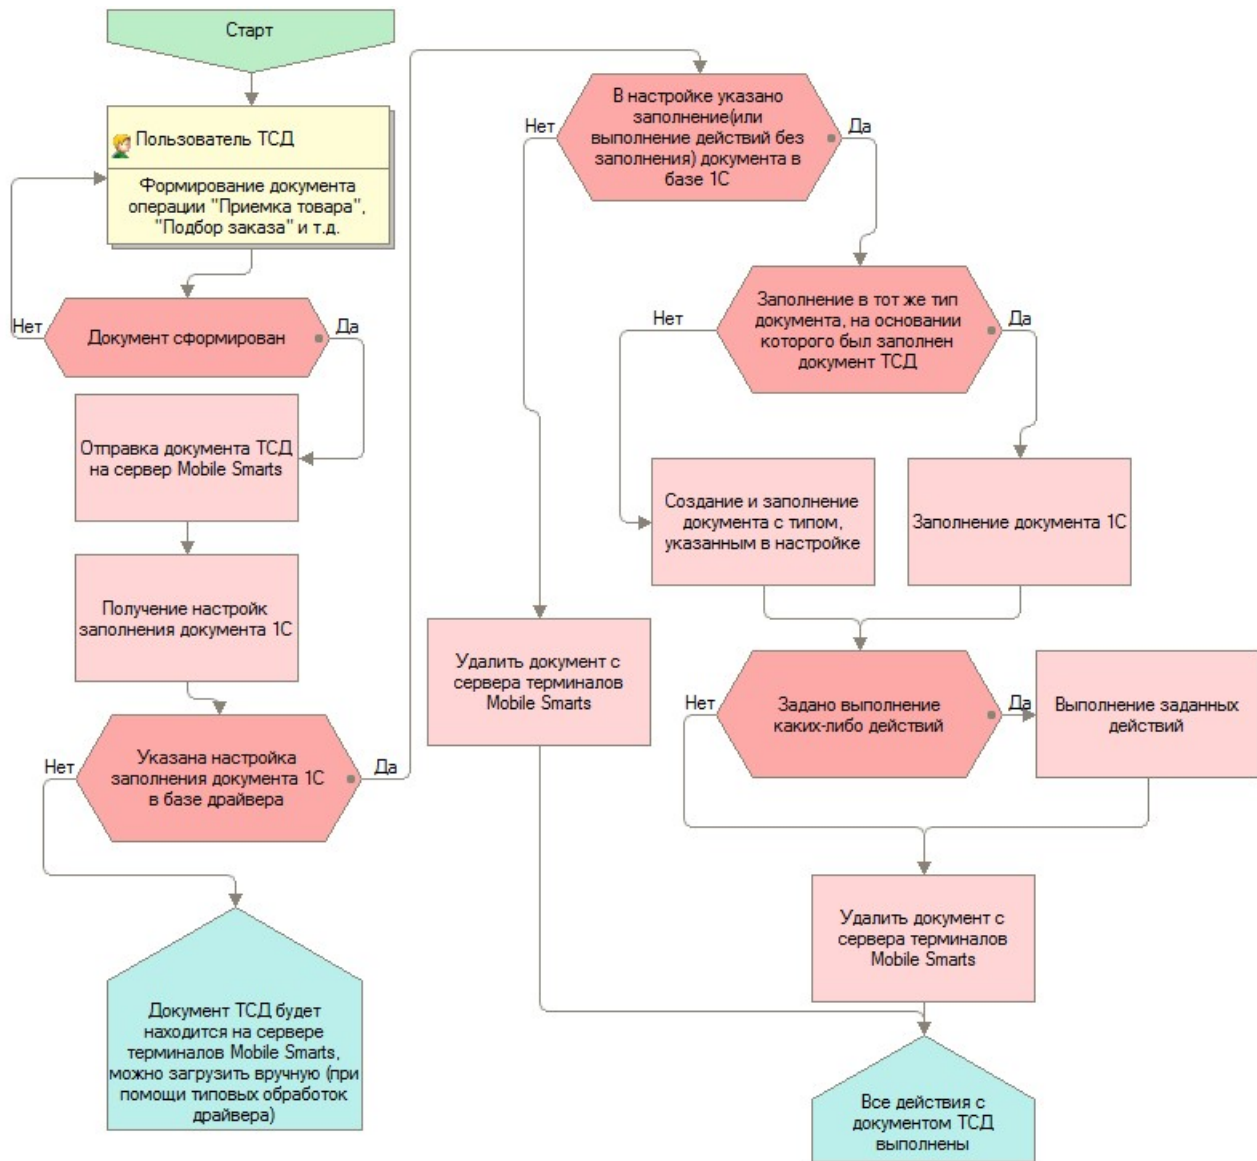 Старт
Пользователь ТСД
Формирование документа
операции "Приемка товара",
"Подбор заказа" и т.д.
Нет
Документ сформирован
Да
Отправка документа ТСД
на сервер Mobile Smarts
Получение настройк
заполнения документа 1С
Нет
Указана настройка
заполнения документа 1С
в базе драйвера
Да
Документ ТСД будет
находится на сервере
терминалов Mobile Smarts,
можно загрузить вручную (при
помощи типовых обработок
драйвера)
Нет
В настройке указано
заполнение(или
выполнение действий без
заполнения) документа в
базе 1С
Да
Нет
Заполнение в тот же тип
документа, на основании
которого был заполнен
документ ТСД
Да
Создание и заполнение
документа с типом,
указанным в настройке
Заполнение документа 1С
Удалить документ с
сервера терминалов
Mobile Smarts
Нет
Задано выполнение
каких-либо действий
Да
Выполнение заданных
действий
Удалить документ с
сервера терминалов
Mobile Smarts
Все действия с
документом ТСД
выполнены